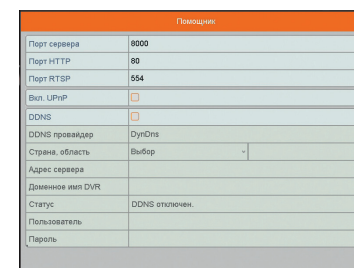 Помощник
Порт сервера 8000
Порт HTTP 80
Порт RTSP 554
Вкл. UPnP
DDNS
DDNS провайдер DynDns
Страна, область Выбор
Адрес сервера
Доменное имя DVR
Статус DDNS отключен.
Пользователь
Пароль